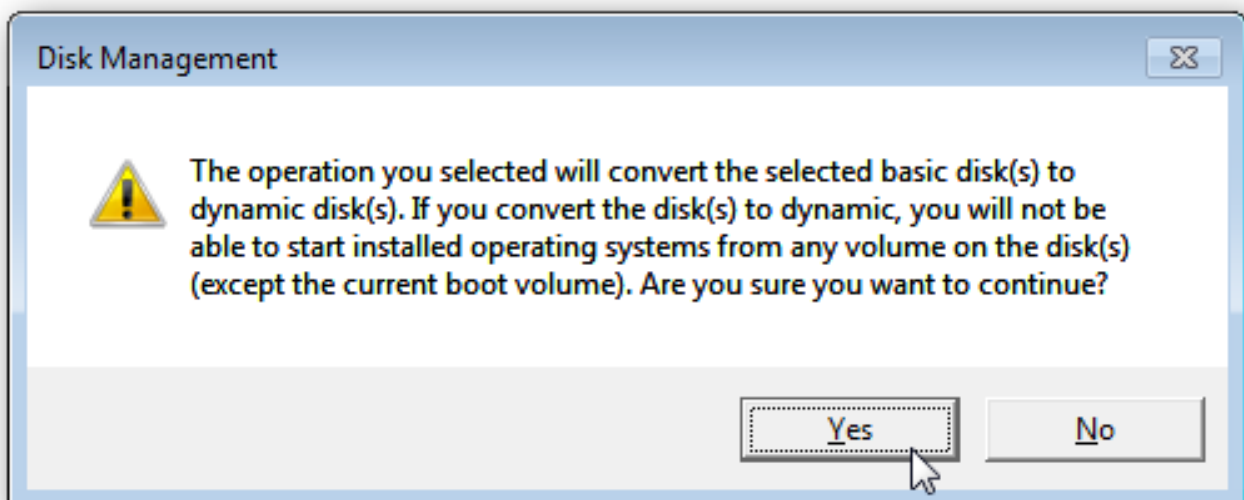 Disk Management
The operation you selected will convert the selected basic disk(s) to
dynamic disk(s). If you convert the disk(s) to dynamic, you will not be
able to start installed operating systems from any volume on the disk(s)
(except the current boot volume). Are you sure you want to continue?
Yes No